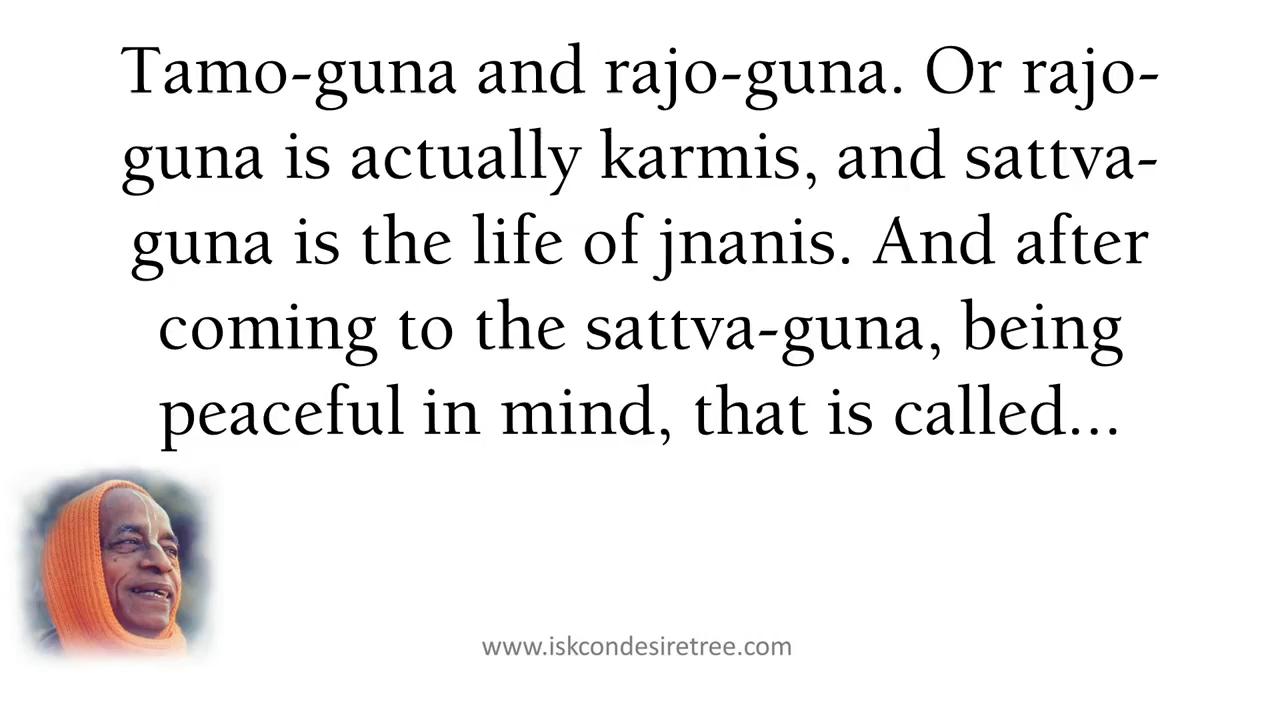 Tamo-guna and rajo-guna. Or rajo-
guna is actually karmis, and sattva-
guna is the life of jnanis. And after
coming to the sattva-guna, being
peaceful in mind, that is called...
www.iskcondesiretree.com